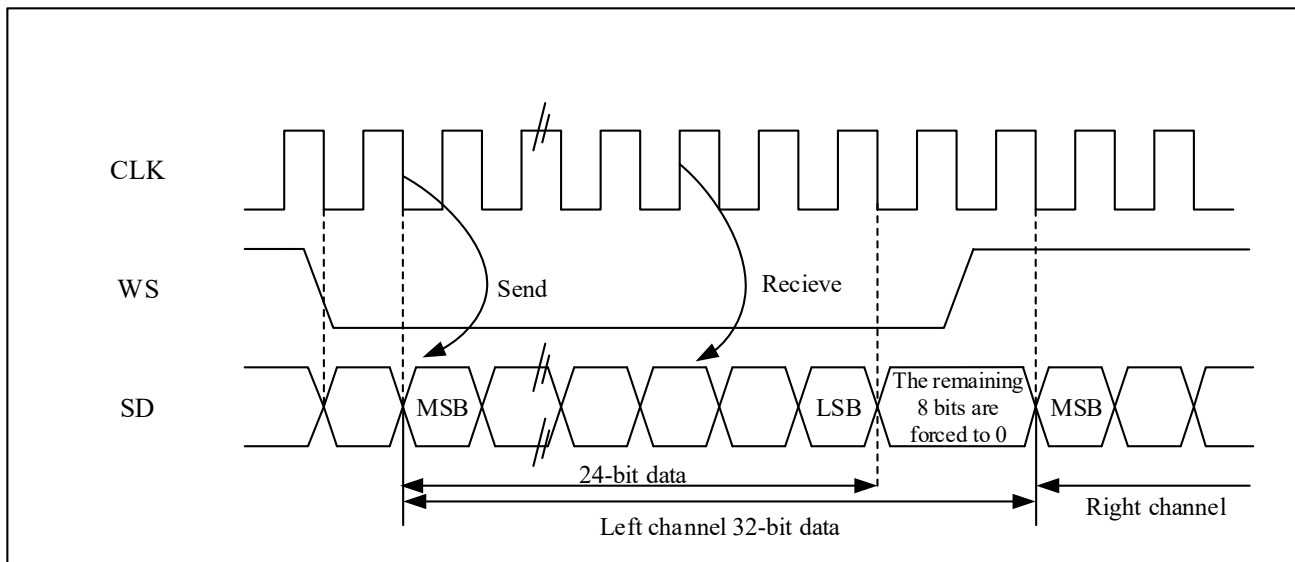 CLK
WS
Send
Recieve
SD
MSB
LSB
The remaining
8 bits are
forced to 0
MSB
24-bit data
Left channel 32-bit data
Right channel